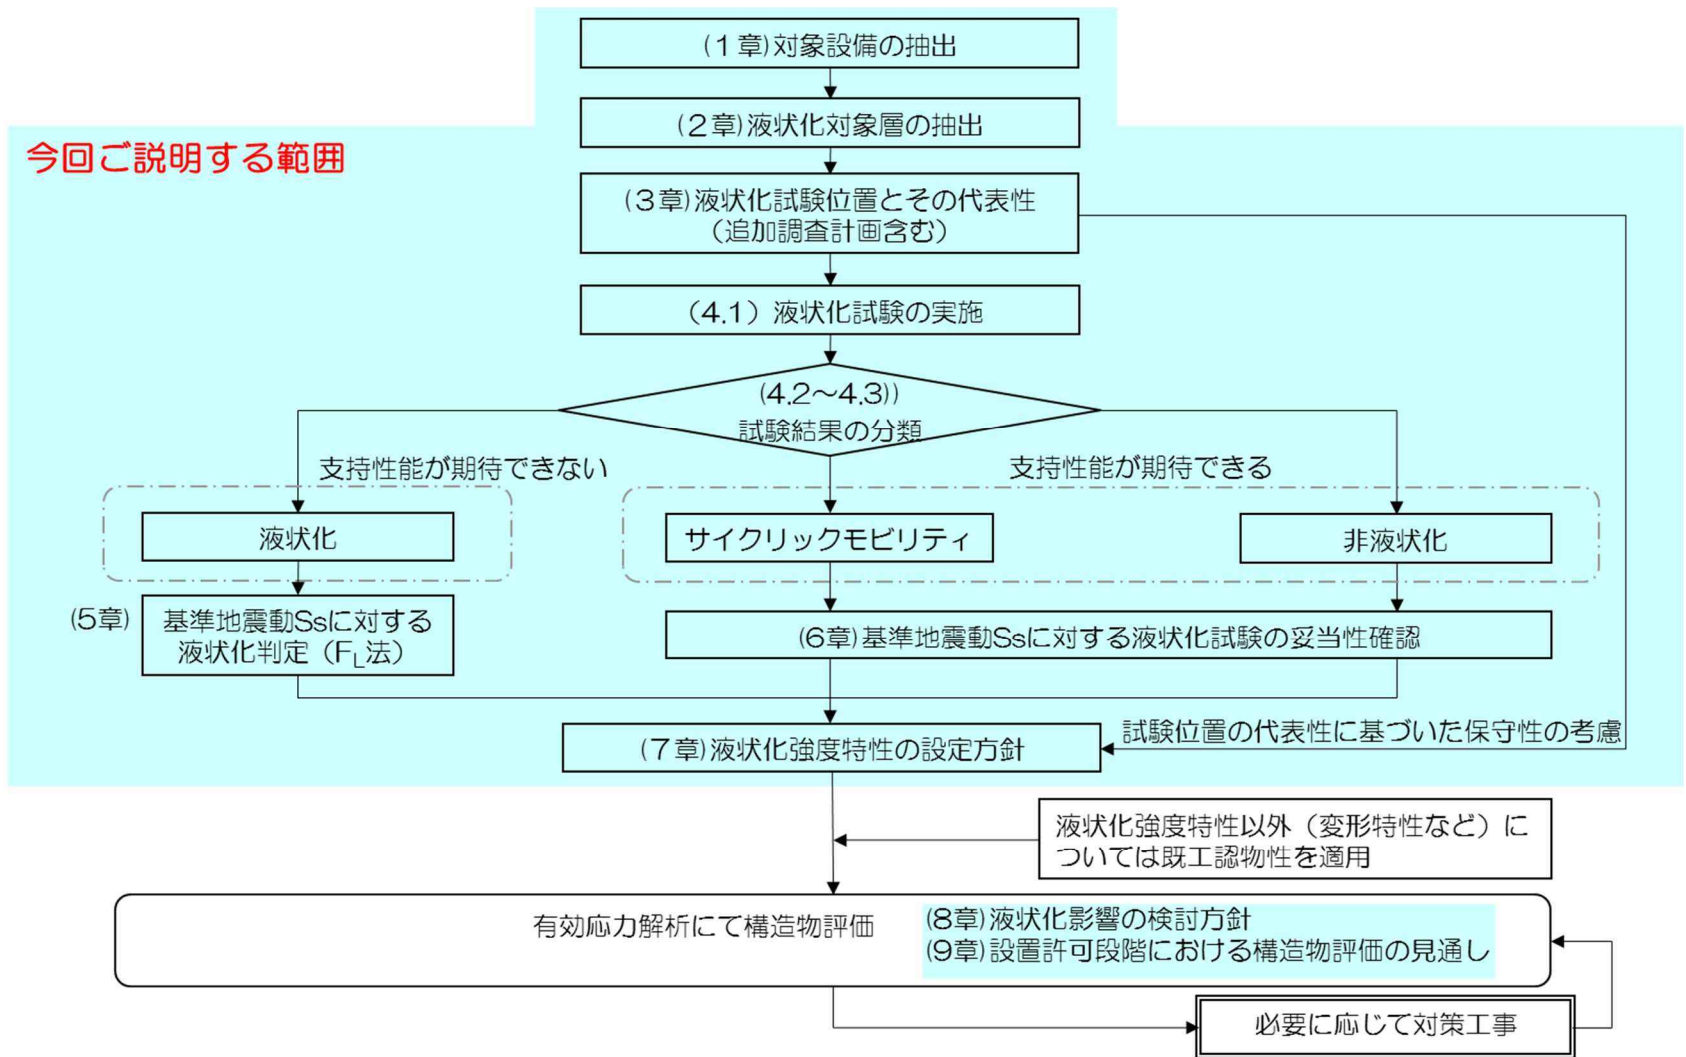 (1章)対象設備の抽出
(2章)液状化対象層の抽出
今回ご説明する範囲
(3章)液状化試験位置とその代表性
（追加調査計画含む）
（4.1）液状化試験の実施
(4.2～4.3))
試験結果の分類
支持性能が期待できない
支持性能が期待できる
液状化
サイクリックモビリティ
非液状化
(5章)
基準地震動Ssに対する
液状化判定（FL法）
(6章)基準地震動Ssに対する液状化試験の妥当性確認
(7章)液状化強度特性の設定方針
試験位置の代表性に基づいた保守性の考慮
液状化強度特性以外（変形特性など）に
ついては既工認物性を適用
有効応力解析にて構造物評価
(8章)液状化影響の検討方針
(9章)設置許可段階における構造物評価の見通し
必要に応じて対策工事